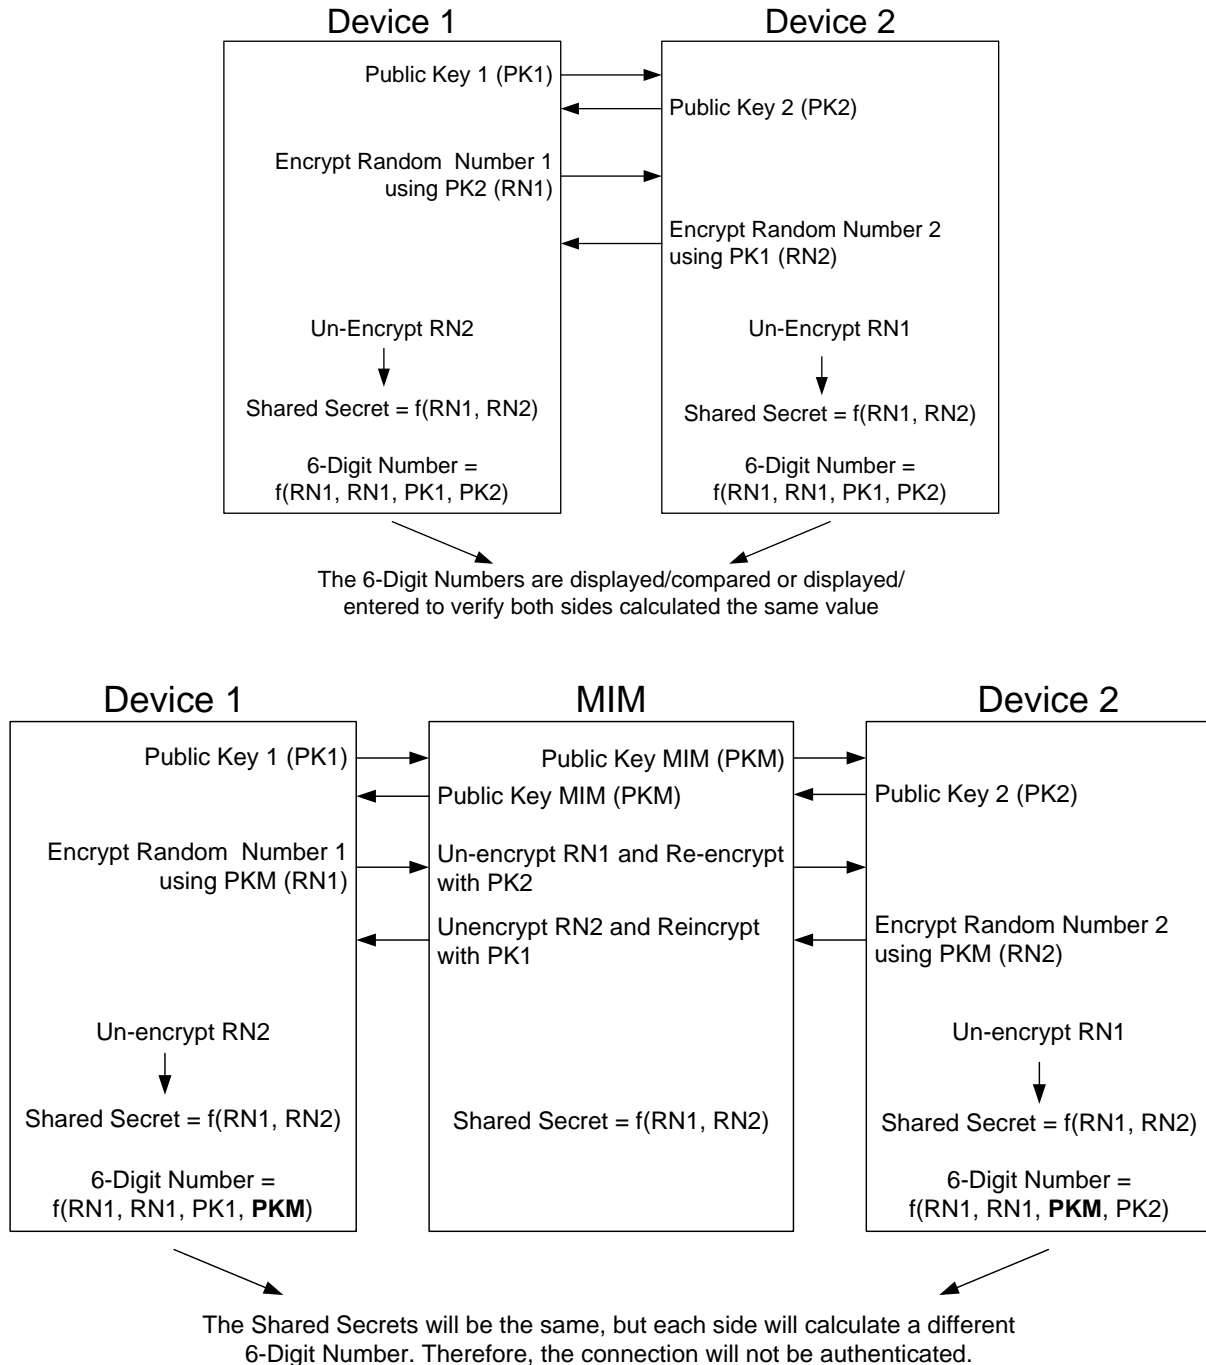 Device 1
Device 2
Public Key 1 (PK1)
Public Key 2 (PK2)
Encrypt Random Number 1
using PK2 (RN1)
Encrypt Random Number 2
using PK1 (RN2)
Un-Encrypt RN2
Un-Encrypt RN1
Shared Secret = f(RN1, RN2)
Shared Secret = f(RN1, RN2)
6-Digit Number =
f(RN1, RN1, PK1, PK2)
6-Digit Number =
f(RN1, RN1, PK1, PK2)
The 6-Digit Numbers are displayed/compared or displayed/
entered to verify both sides calculated the same value
Device 1
MIM
Device 2
Public Key 1 (PK1)
Public Key MIM (PKM)
Public Key MIM (PKM)
Public Key 2 (PK2)
Encrypt Random Number 1
using PKM (RN1)
Un-encrypt RN1 and Re-encrypt
with PK2
Unencrypt RN2 and Reincrypt
with PK1
Encrypt Random Number 2
using PKM (RN2)
Un-encrypt RN2
Un-encrypt RN1
Shared Secret = f(RN1, RN2)
Shared Secret = f(RN1, RN2)
Shared Secret = f(RN1, RN2)
6-Digit Number =
f(RN1, RN1, PK1, PKM)
6-Digit Number =
f(RN1, RN1, PKM, PK2)
The Shared Secrets will be the same, but each side will calculate a different
6-Digit Number. Therefore, the connection will not be authenticated.